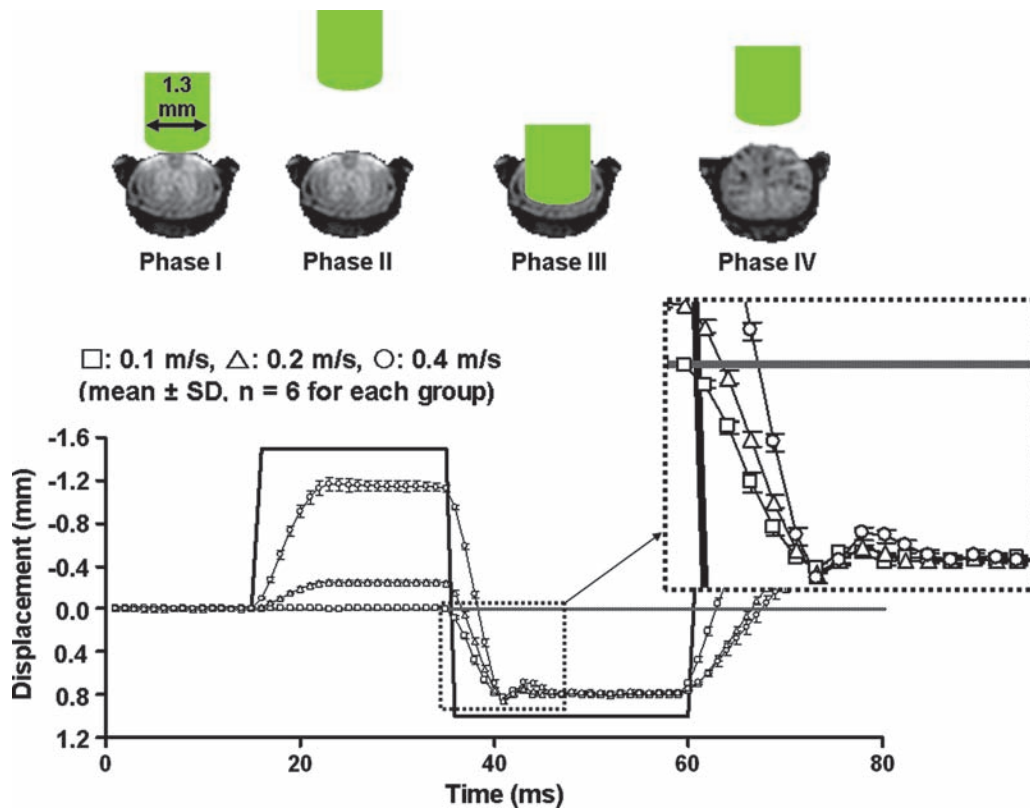 1.3
mm
Phase I
Phase II
Phase III
Phase IV
□: 0.1 m/s, △: 0.2 m/s, ○: 0.4 m/s
(mean ± SD, n = 6 for each group)
Displacement (mm)
-1.6
-1.2
-0.8
-0.4
0.0
0.4
0.8
1.2
0
20
40
60
80
Time (ms)